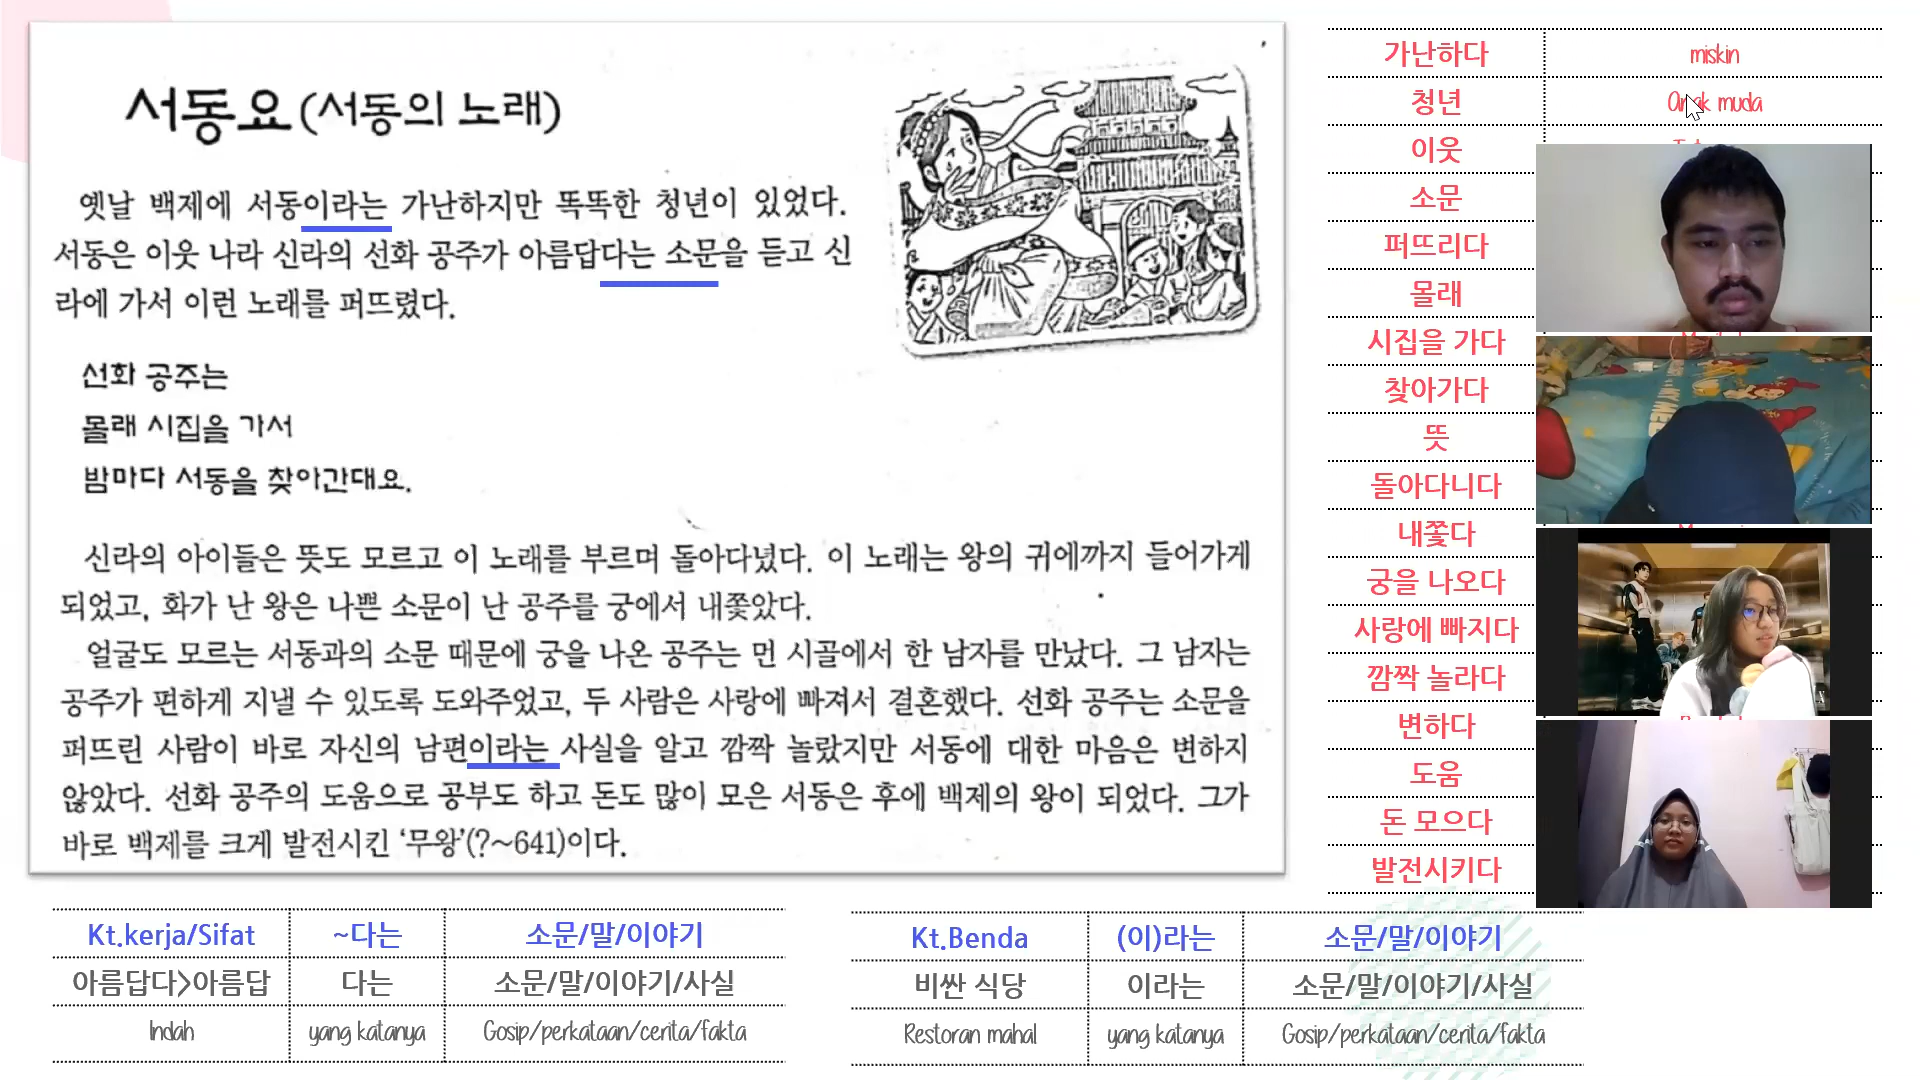 서동요(서동의 노래)
옛날 백제에 서동이라는 가난하지만 똑똑한 청년이 있었다.
서동은 이웃 나라 신라의 선화 공주가 아름답다는 소문을 듣고 신
라에 가서 이런 노래를 퍼뜨렸다.
선화 공주는
몰래 시집을 가서
밤마다 서동을 찾아간대요.
신라의 아이들은 뜻도 모르고 이 노래를 부르며 돌아다녔다. 이 노래는 왕의 귀에까지 들어가게
되었고, 화가 난 왕은 나쁜 소문이 난 공주를 궁에서 내쫓았다.
얼굴도 모르는 서동과의 소문 때문에 궁을 나온 공주는 먼 시골에서 한 남자를 만났다. 그 남자는
공주가 편하게 지낼 수 있도록 도와주었고, 두 사람은 사랑에 빠져서 결혼했다. 선화 공주는 소문을
퍼뜨린 사람이 바로 자신의 남편이라는 사실을 알고 깜짝 놀랐지만 서동에 대한 마음은 변하지
않았다. 선화 공주의 도움으로 공부도 하고 돈도 많이 모은 서동은 후에 백제의 왕이 되었다. 그가
바로 백제를 크게 발전시킨 ‘무왕’(?~641)이다.
가난하다 miskin
청년 Anak muda
이웃
소문
퍼뜨리다
몰래
시집을 가다
찾아가다
뜻
돌아다니다
내쫓다
궁을 나오다
사랑에 빠지다
깜짝 놀라다
변하다
도움
돈 모으다
발전시키다
Kt.kerja/Sifat ~다는 소문/말/이야기
아름답다>아름답 다는 소문/말/이야기/사실
Indah yang katanya Gosip/perkataan/cerita/fakta
Kt.Benda (이)라는 소문/말/이야기
비싼 식당 이라는 소문/말/이야기/사실
Restoran mahal yang katanya Gosip/perkataan/cerita/fakta